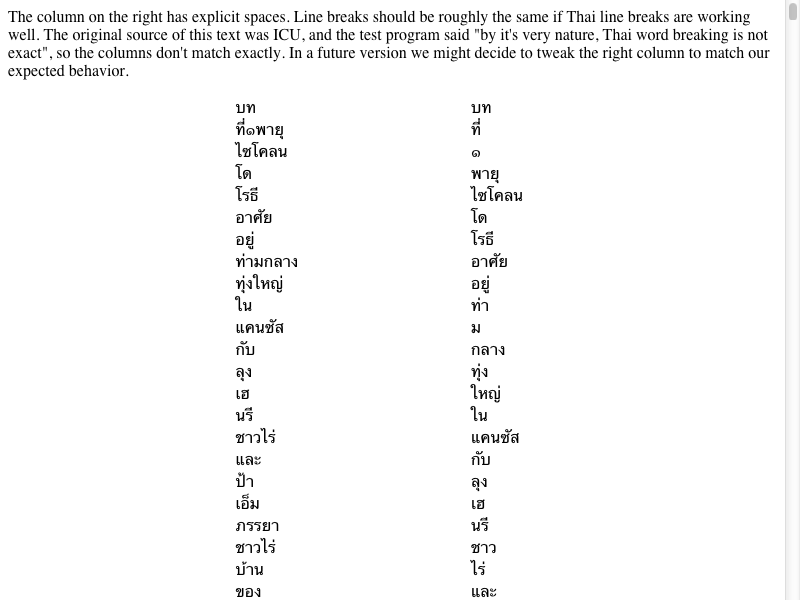 The column on the right has explicit spaces. Line breaks should be roughly the same if Thai line breaks are working
well. The original source of this text was ICU, and the test program said "by it's very nature, Thai word breaking is not
exact", so the columns don't match exactly. In a future version we might decide to tweak the right column to match our
expected behavior.
บท
ที่๑พายุ
ไซโคลน
โด
โรธี
อาศัย
อยู่
ท่ามกลาง
ทุ่งใหญ่
ใน
แคนซัส
กับ
ลุง
เฮ
นรี
ชาวไร่
และ
ป้า
เอ็ม
ภรรยา
ชาวไร่
บ้าน
ของ
บท
ที่
๑
พายุ
ไซโคลน
โด
โรธี
อาศัย
อยู่
ท่า
ม
กลาง
ทุ่ง
ใหญ่
ใน
แคนซัส
กับ
ลุง
เฮ
นรี
ชาว
ไร่
และ